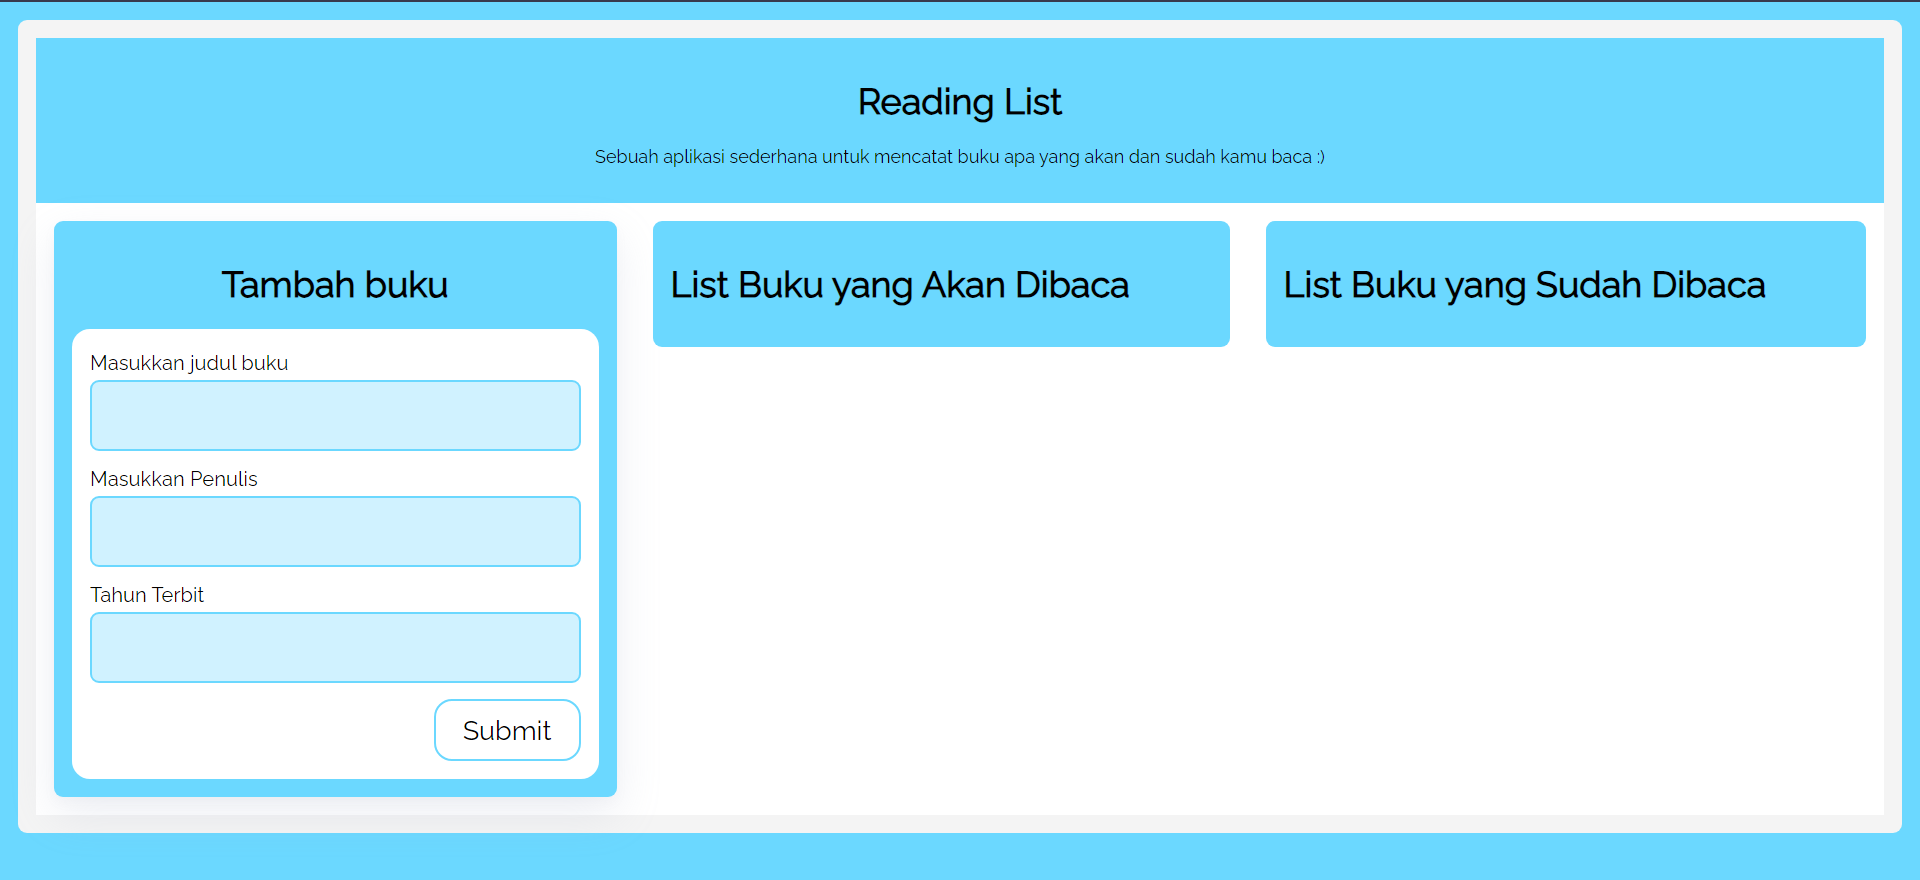 Reading List
Sebuah aplikasi sederhana untuk mencatat buku apa yang akan dan sudah kamu baca :)
Tambah buku
Masukkan judul buku
Masukkan Penulis
Tahun Terbit
Submit
List Buku yang Akan Dibaca
List Buku yang Sudah Dibaca